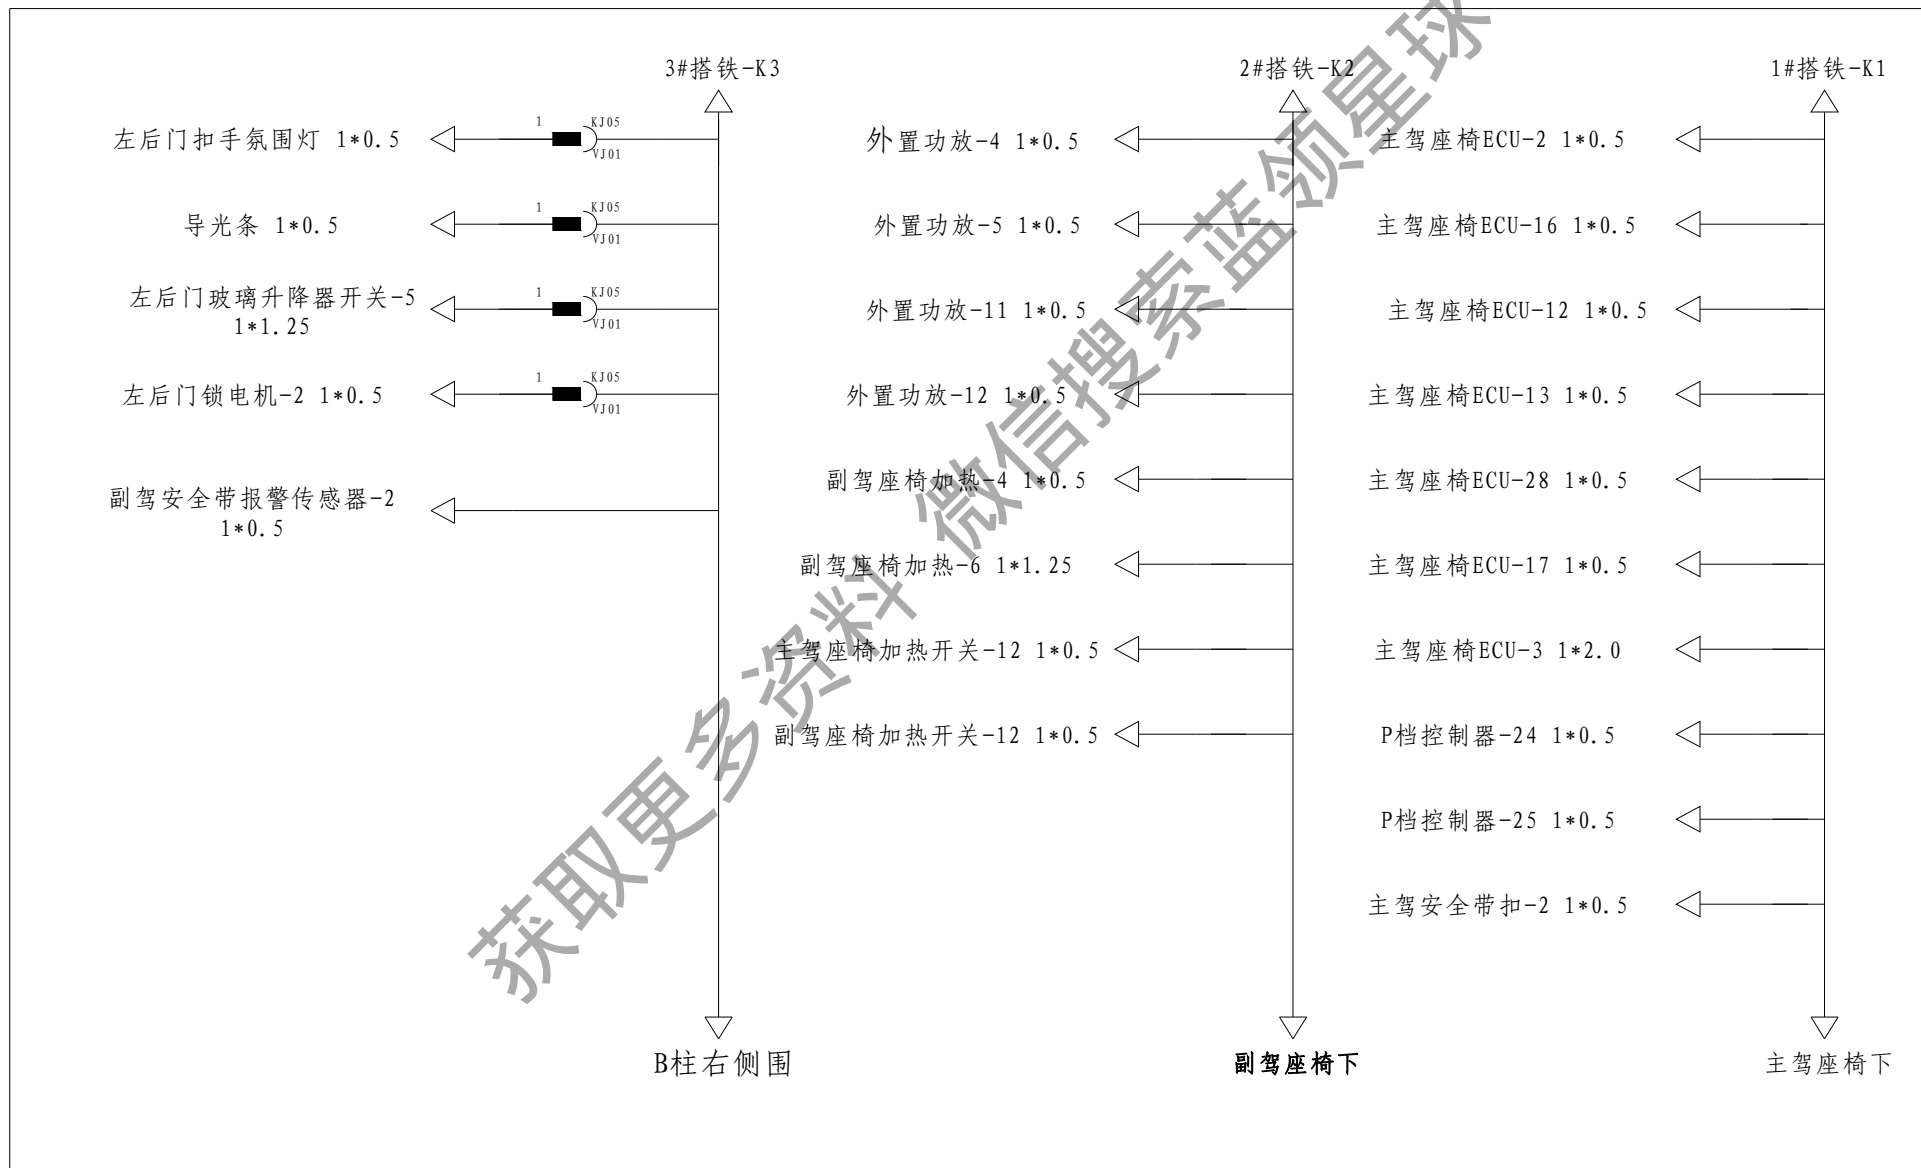 3#搭铁-K3
左后门扣手氛围灯 1*0.5
1
KJ05
VJ01
导光条 1*0.5
1
KJ05
VJ01
左后门玻璃升降器开关-5
1*1.25
1
KJ05
VJ01
左后门锁电机-2 1*0.5
1
KJ05
VJ01
副驾安全带报警传感器-2
1*0.5
B柱右侧围
2#搭铁-K2
外置功放-4 1*0.5
外置功放-5 1*0.5
外置功放-11 1*0.5
外置功放-12 1*0.5
副驾座椅加热-4 1*0.5
副驾座椅加热-6 1*1.25
主驾座椅加热开关-12 1*0.5
副驾座椅加热开关-12 1*0.5
副驾座椅下
1#搭铁-K1
主驾座椅ECU-2 1*0.5
主驾座椅ECU-16 1*0.5
主驾座椅ECU-12 1*0.5
主驾座椅ECU-13 1*0.5
主驾座椅ECU-28 1*0.5
主驾座椅ECU-17 1*0.5
主驾座椅ECU-3 1*2.0
P档控制器-24 1*0.5
P档控制器-25 1*0.5
主驾安全带扣-2 1*0.5
主驾座椅下
获取更多资料 微信搜索蓝领星球